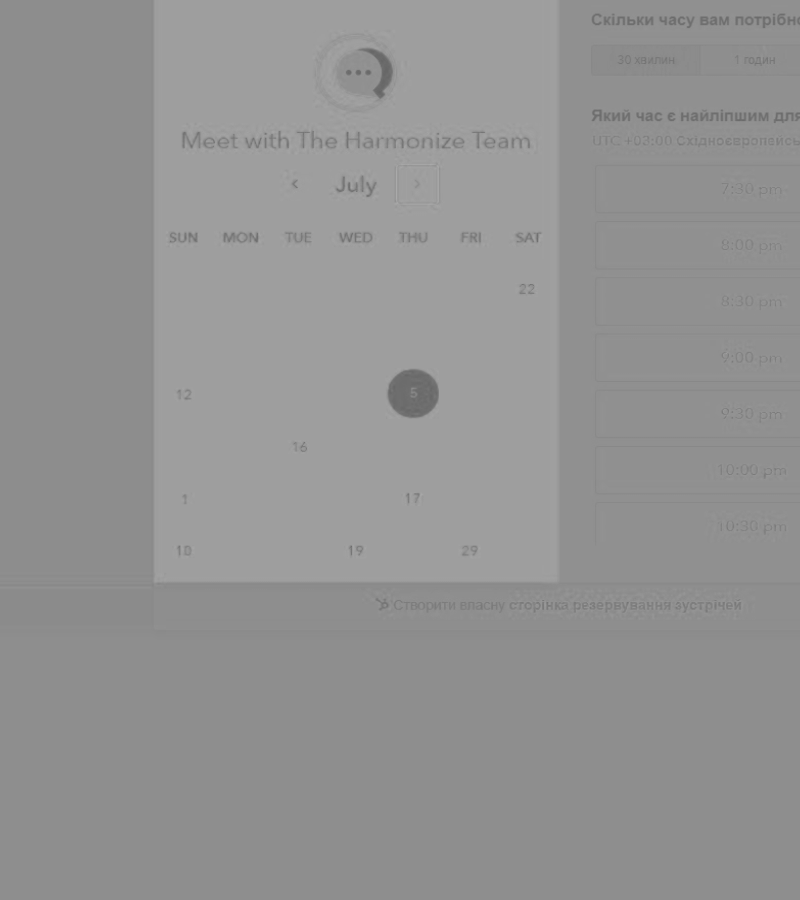 Meet with The Harmonize Team
‹ July ›
SUN MON TUE WED THU FRI SAT
22
12 5
16
1 17
10 19 29
Скільки часу вам потрібно
30 хвилин 1 годин
Який час є найліпшим для
UTC +03:00 Східноєвропейсь
7:30 pm
8:00 pm
8:30 pm
9:00 pm
9:30 pm
10:00 pm
10:30 pm
Створити власну сторінка резервування зустрічей